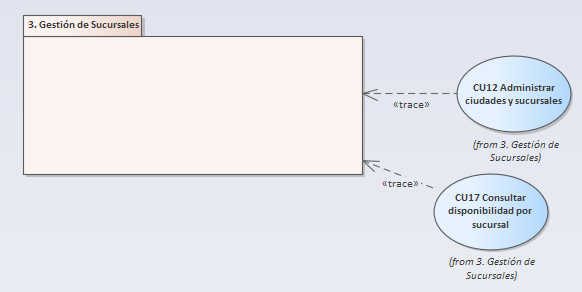 3. Gestión de Sucursales
CU12 Administrar
ciudades y sucursales
«trace»
(from 3. Gestión de
Sucursales)
«trace»
CU17 Consultar
disponibilidad por
sucursal
(from 3. Gestión de
Sucursales)